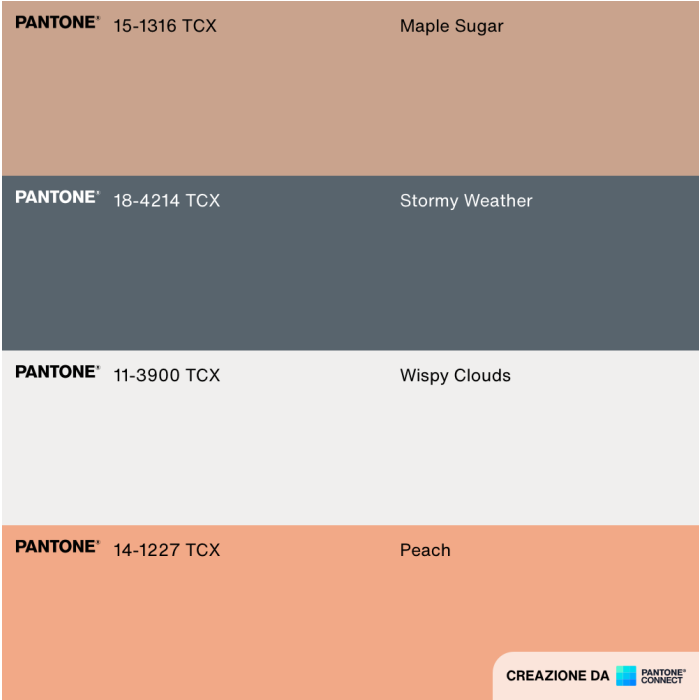 PANTONE® 15-1316 TCX Maple Sugar
PANTONE® 18-4214 TCX Stormy Weather
PANTONE® 11-3900 TCX Wispy Clouds
PANTONE® 14-1227 TCX Peach
CREAZIONE DA PANTONE®
CONNECT